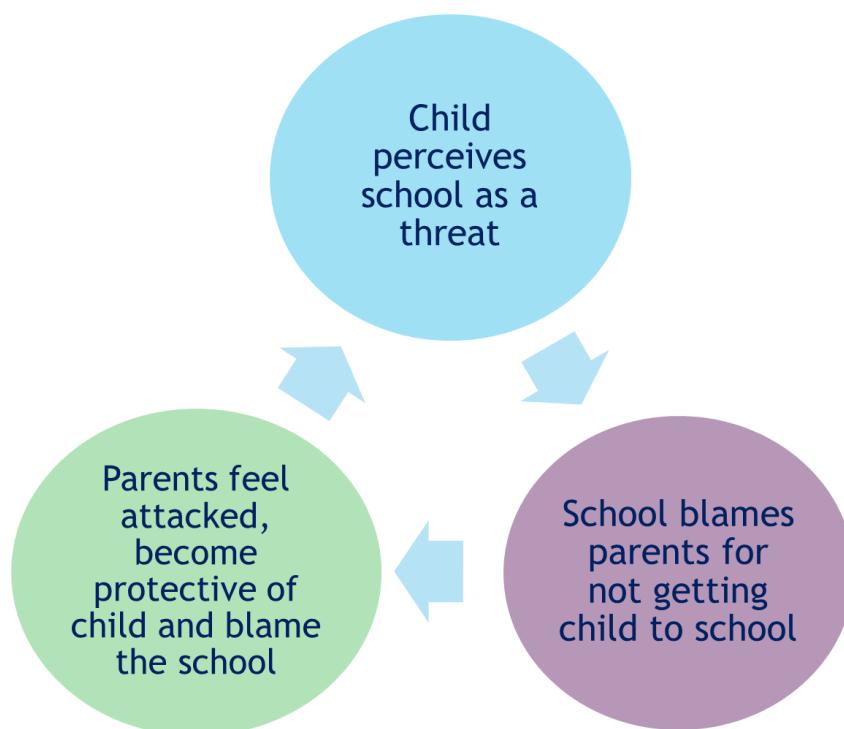 Child
perceives
school as a
threat
School blames
parents for
not getting
child to school
Parents feel
attacked,
become
protective of
child and blame
the school